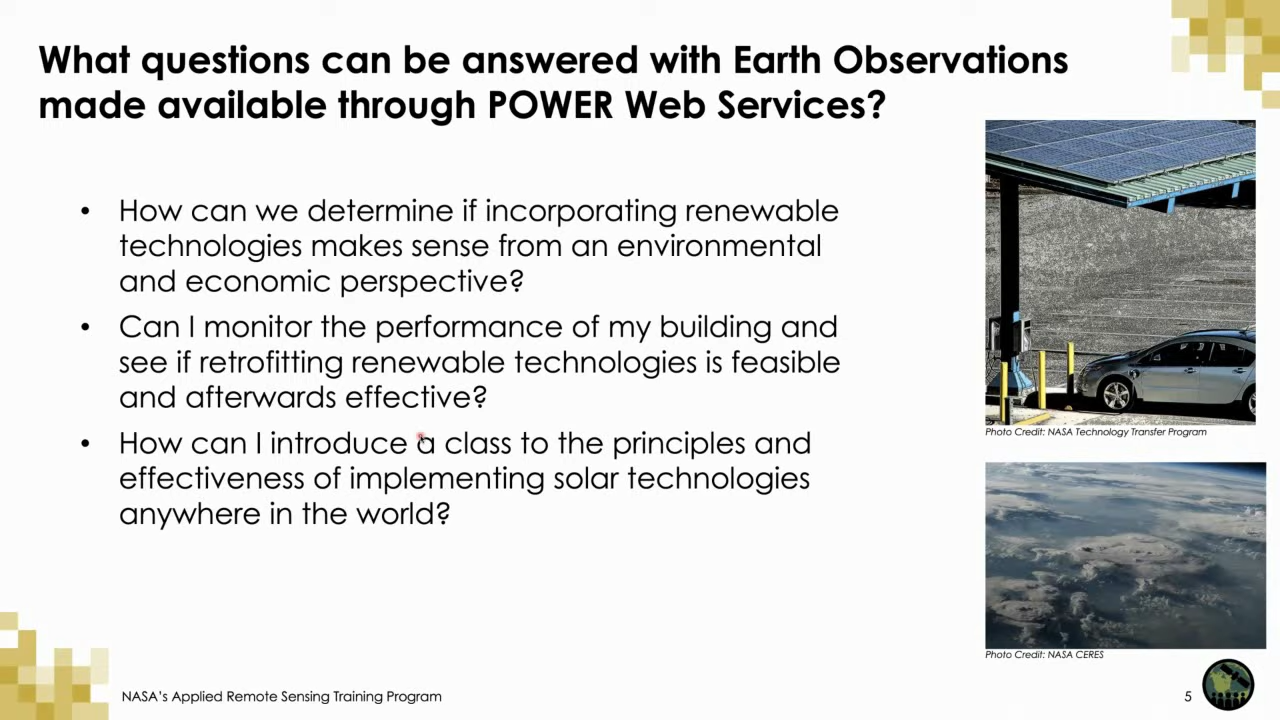 What questions can be answered with Earth Observations
made available through POWER Web Services?
• How can we determine if incorporating renewable
technologies makes sense from an environmental
and economic perspective?
• Can I monitor the performance of my building and
see if retrofitting renewable technologies is feasible
and afterwards effective?
• How can I introduce a class to the principles and
effectiveness of implementing solar technologies
anywhere in the world?
Photo Credit: NASA Technology Transfer Program
Photo Credit: NASA CERES
NASA's Applied Remote Sensing Training Program
5